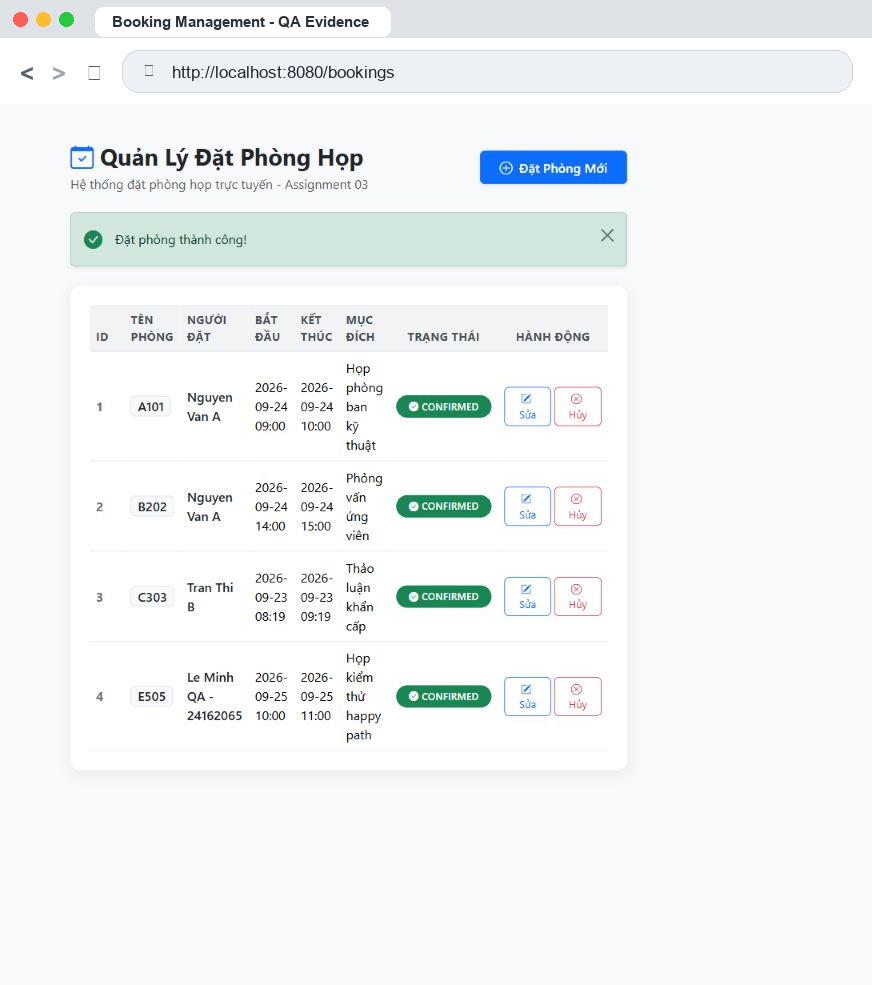 Booking Management - QA Evidence
< >
http://localhost:8080/bookings
Quản Lý Đặt Phòng Họp
Hệ thống đặt phòng họp trực tuyến - Assignment 03
Đặt Phòng Mới
Đặt phòng thành công!
ID TÊN PHÒNG NGƯỜI ĐẶT BẮT ĐẦU KẾT THÚC MỤC ĐÍCH TRẠNG THÁI HÀNH ĐỘNG
1 A101 Nguyen Van A 2026-09-24 09:00 2026-09-24 10:00 Họp phòng ban kỹ thuật CONFIRMED Sửa Hủy
2 B202 Nguyen Van A 2026-09-24 14:00 2026-09-24 15:00 Phỏng vấn ứng viên CONFIRMED Sửa Hủy
3 C303 Tran Thi B 2026-09-23 08:19 2026-09-23 09:19 Thảo luận khẩn cấp CONFIRMED Sửa Hủy
4 E505 Le Minh QA - 24162065 2026-09-25 10:00 2026-09-25 11:00 Họp kiểm thử happy path CONFIRMED Sửa Hủy